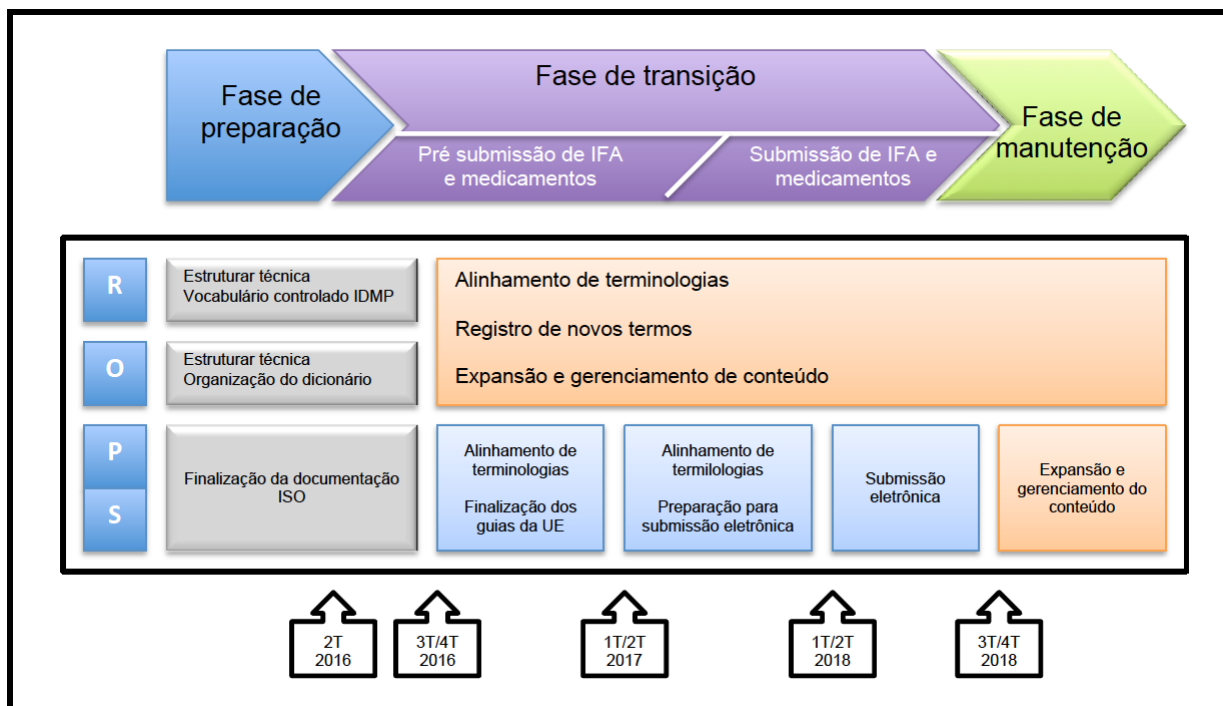 Fase de
preparação
Fase de transição
Pré submissão de IFA
e medicamentos
Submissão de IFA e
medicamentos
Fase de
manutenção
R
Estruturar técnica
Vocabulário controlado IDMP
O
Estruturar técnica
Organização do dicionário
Alinhamento de terminologias
Registro de novos termos
Expansão e gerenciamento de conteúdo
P
S
Finalização da documentação
ISO
Alinhamento de
terminologias
Finalização dos
guias da UE
Alinhamento de
termilologias
Preparação para
submissão eletrônica
Submissão
eletrônica
Expansão e
gerenciamento do
conteúdo
2T
2016
3T/4T
2016
1T/2T
2017
1T/2T
2018
3T/4T
2018